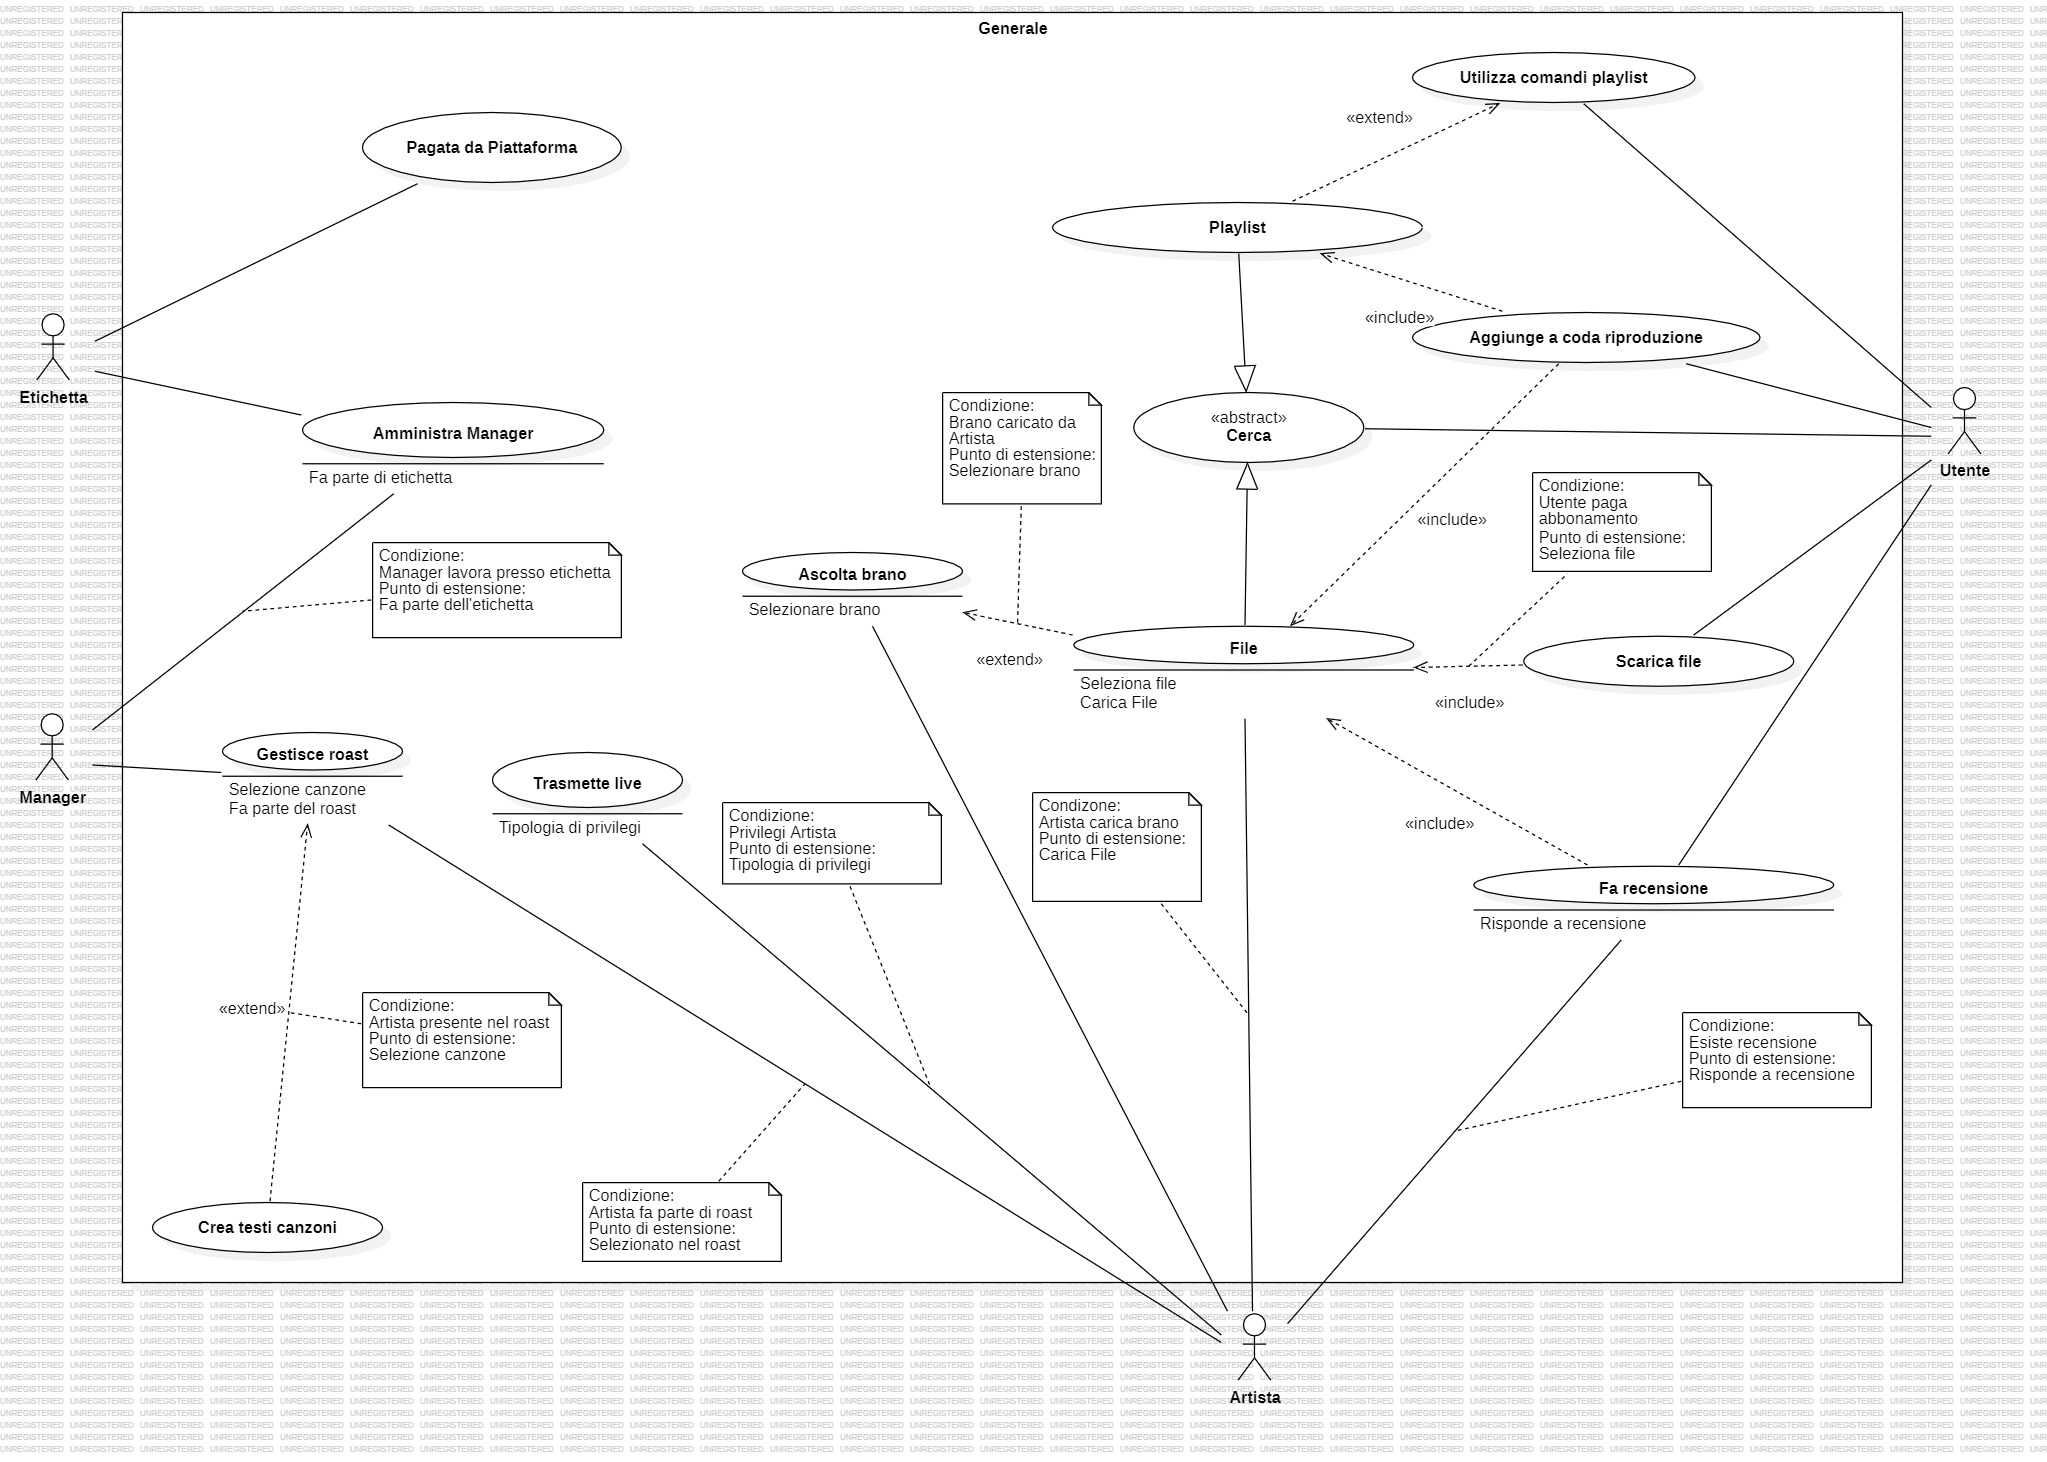 Generale
Utilizza comandi playlist
«extend»
Pagata da Piattaforma
Playlist
«include»
Aggiunge a coda riproduzione
Etichetta
Amministra Manager
Fa parte di etichetta
Condizione:
Brano caricato da
Artista
Punto di estensione:
Selezionare brano
«abstract»
Cerca
Utente
«include»
Condizione:
Utente paga
abbonamento
Punto di estensione:
Seleziona file
Condizione:
Manager lavora presso etichetta
Punto di estensione:
Fa parte dell'etichetta
Ascolta brano
Selezionare brano
«extend»
File
Seleziona file
Carica File
Scarica file
«include»
Manager
Gestisce roast
Selezione canzone
Fa parte del roast
Trasmette live
Tipologia di privilegi
Condizione:
Privilegi Artista
Punto di estensione:
Tipologia di privilegi
Condizone:
Artista carica brano
Punto di estensione:
Carica File
«include»
Fa recensione
Risponde a recensione
«extend»
Condizione:
Artista presente nel roast
Punto di estensione:
Selezione canzone
Condizione:
Esiste recensione
Punto di estensione:
Risponde a recensione
Crea testi canzoni
Condizione:
Artista fa parte di roast
Punto di estensione:
Selezionato nel roast
Artista
UNREGISTERED